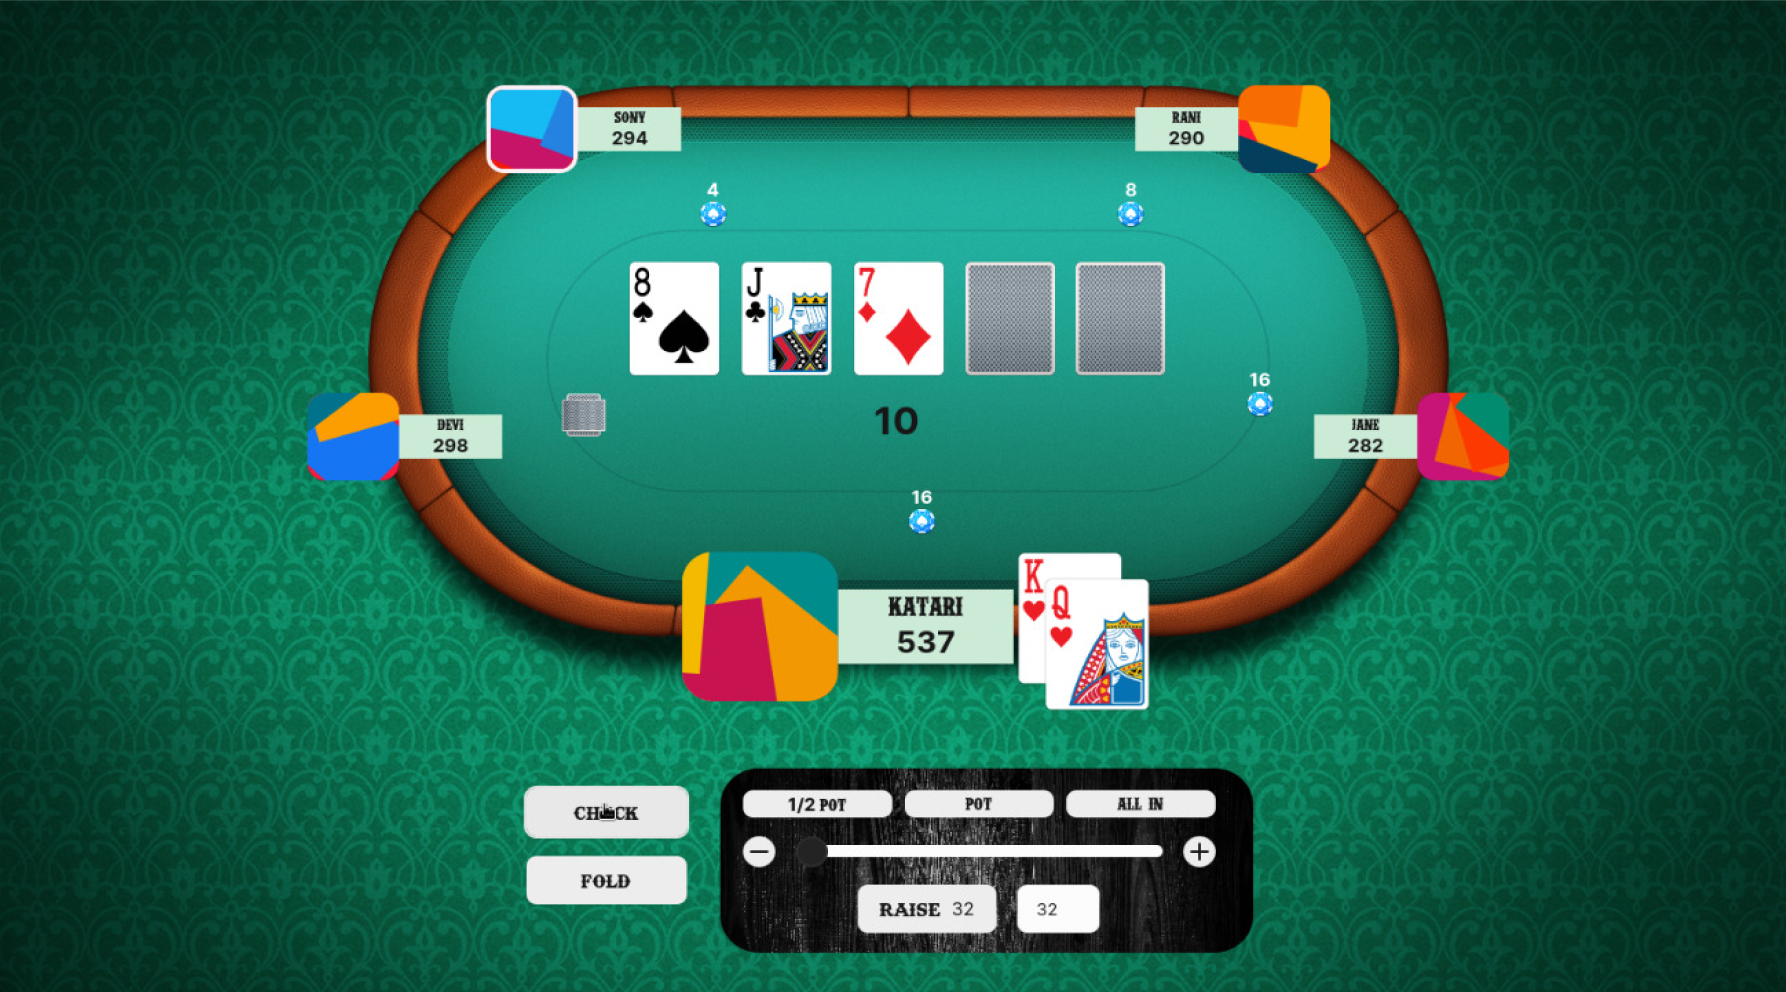 SONY
294
RANI
290
4
8
8
J
7
16
DEVI
298
10
JANE
282
16
KATARI
537
K
Q
1/2 POT
POT
ALL IN
CHECK
FOLD
RAISE 32
32